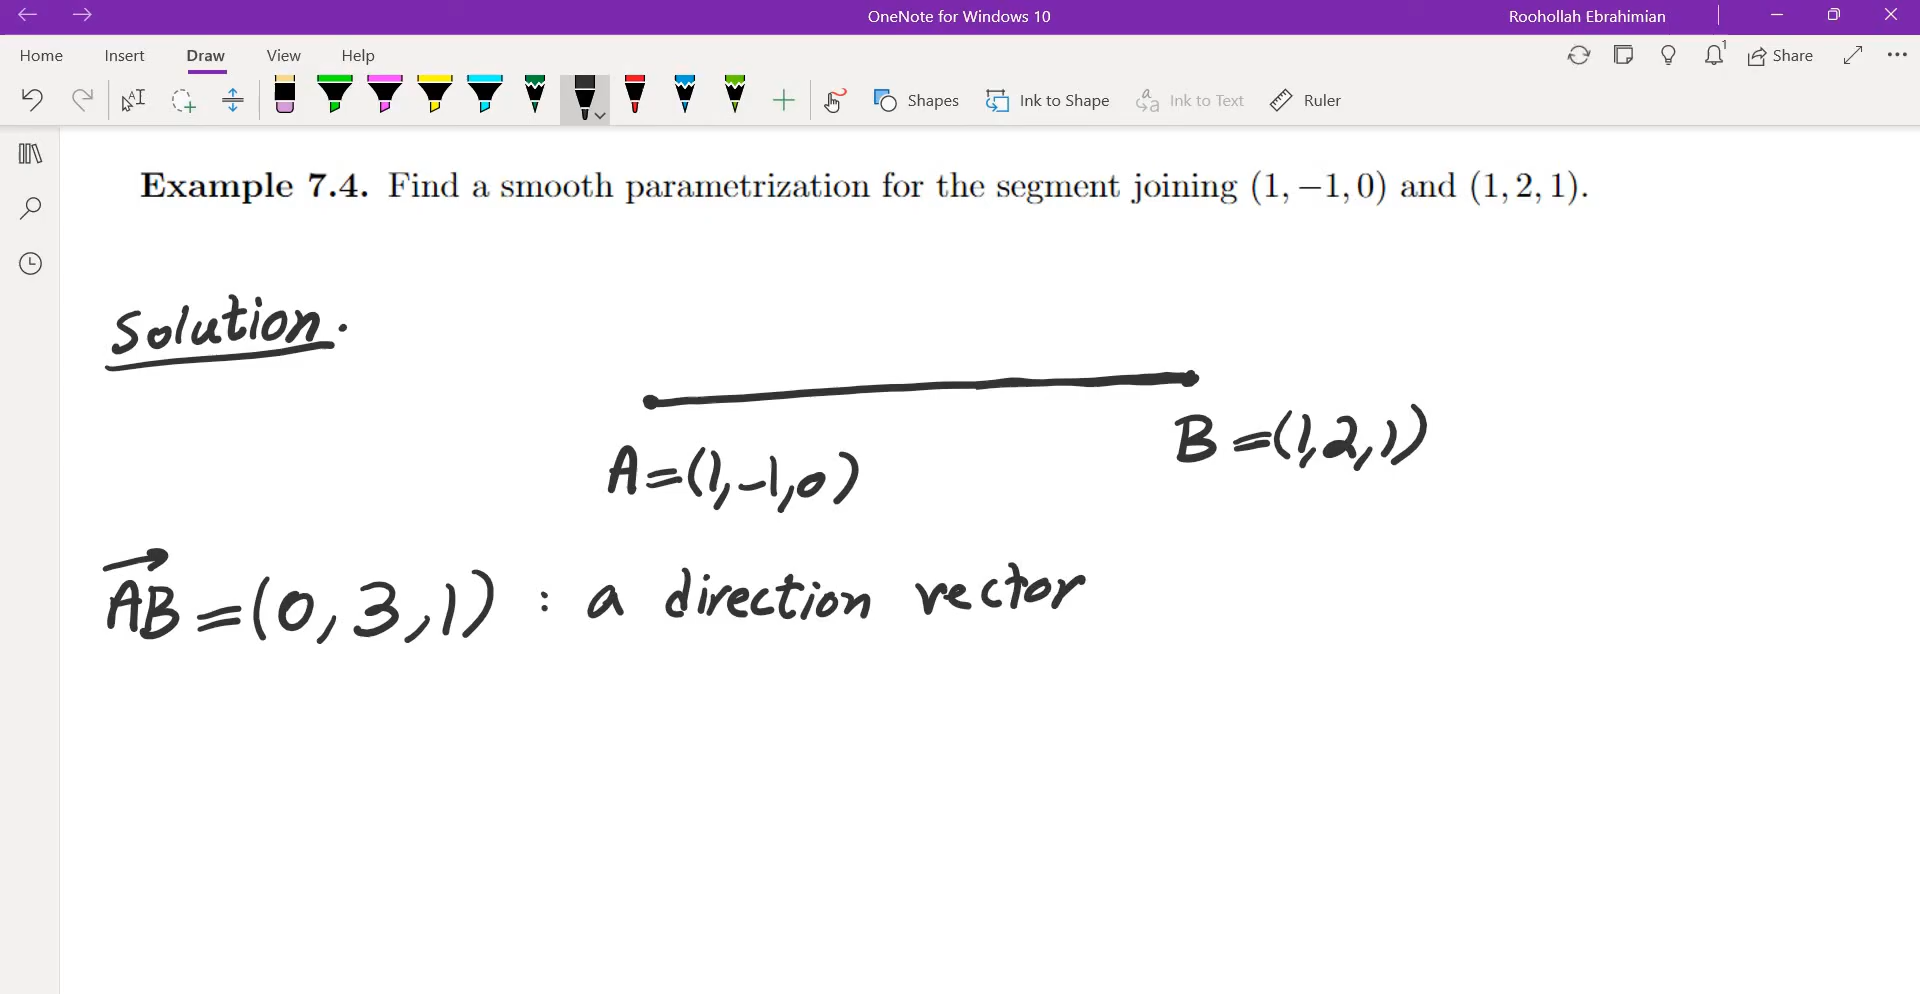 OneNote for Windows 10
Roohollah Ebrahimian
Home Insert Draw View Help
1
Share
Shapes Ink to Shape Ink to Text Ruler
Example 7.4. Find a smooth parametrization for the segment joining (1, −1, 0) and (1, 2, 1).
Solution.
A=(1,-1,0)
B=(1,2,1)
AB=(0,3,1) : a direction vector